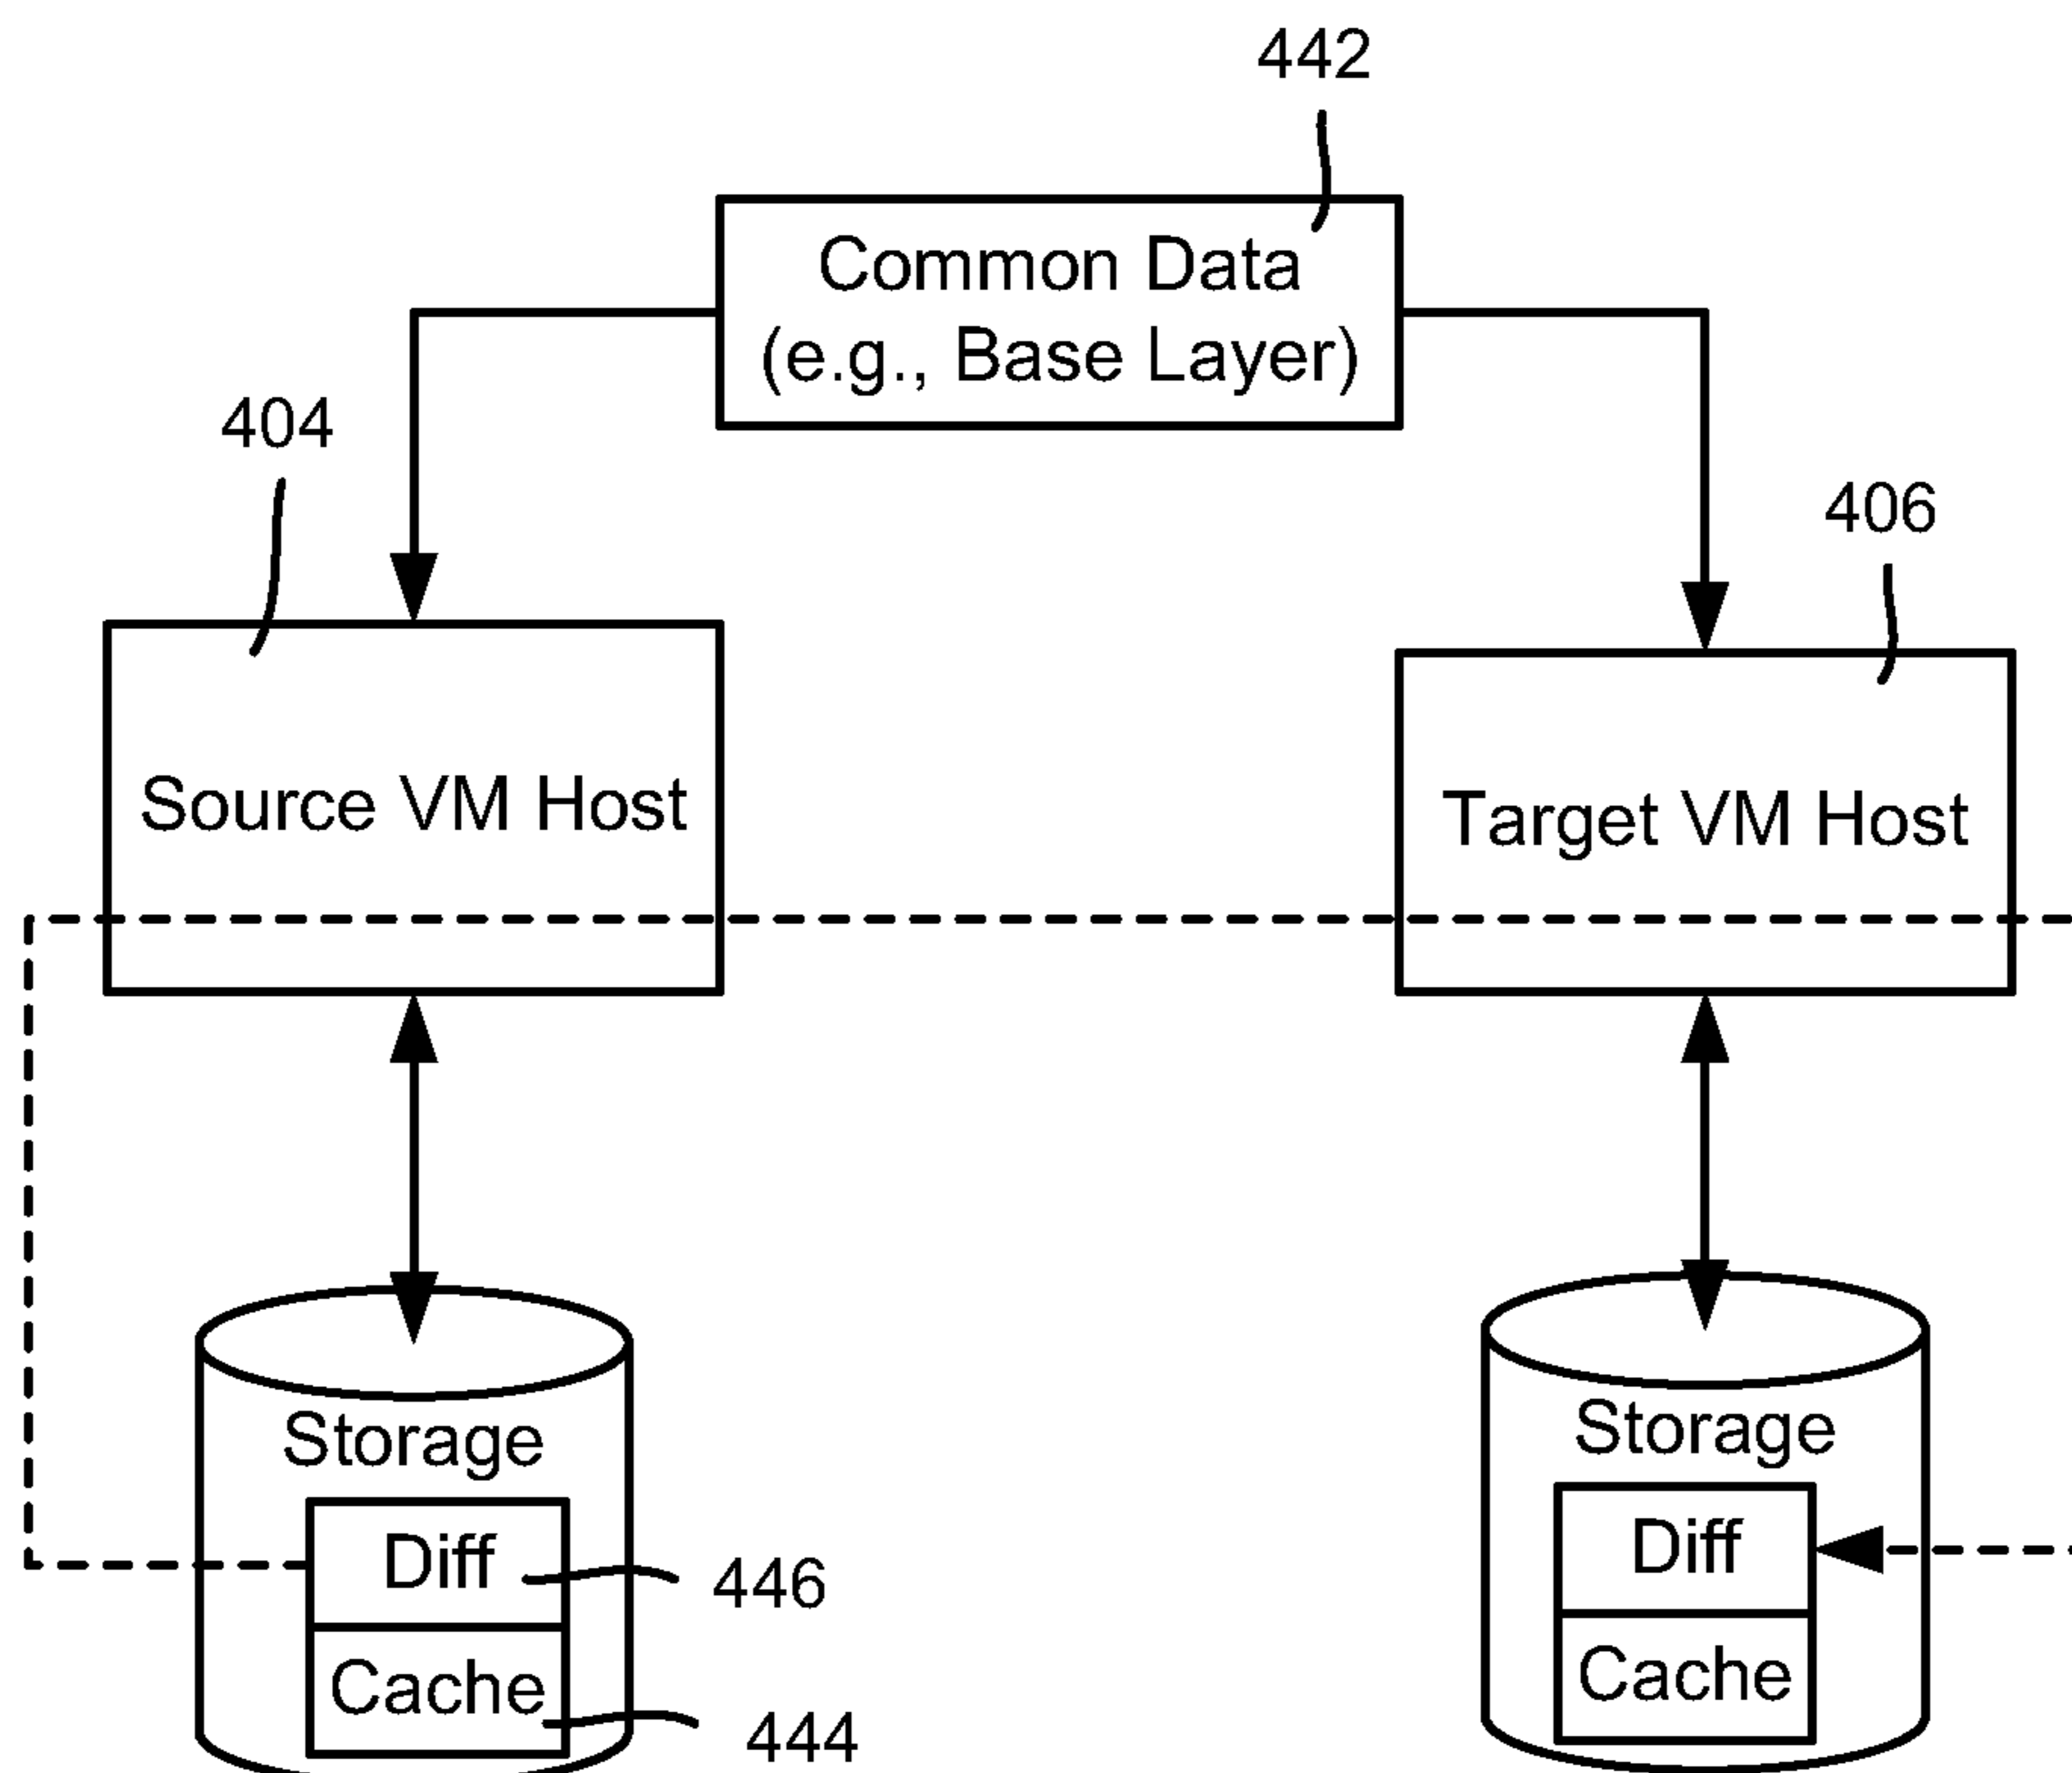 442
Common Data
(e.g., Base Layer)
404
406
Source VM Host
Target VM Host
Storage
Diff
446
Cache
444
Storage
Diff
Cache